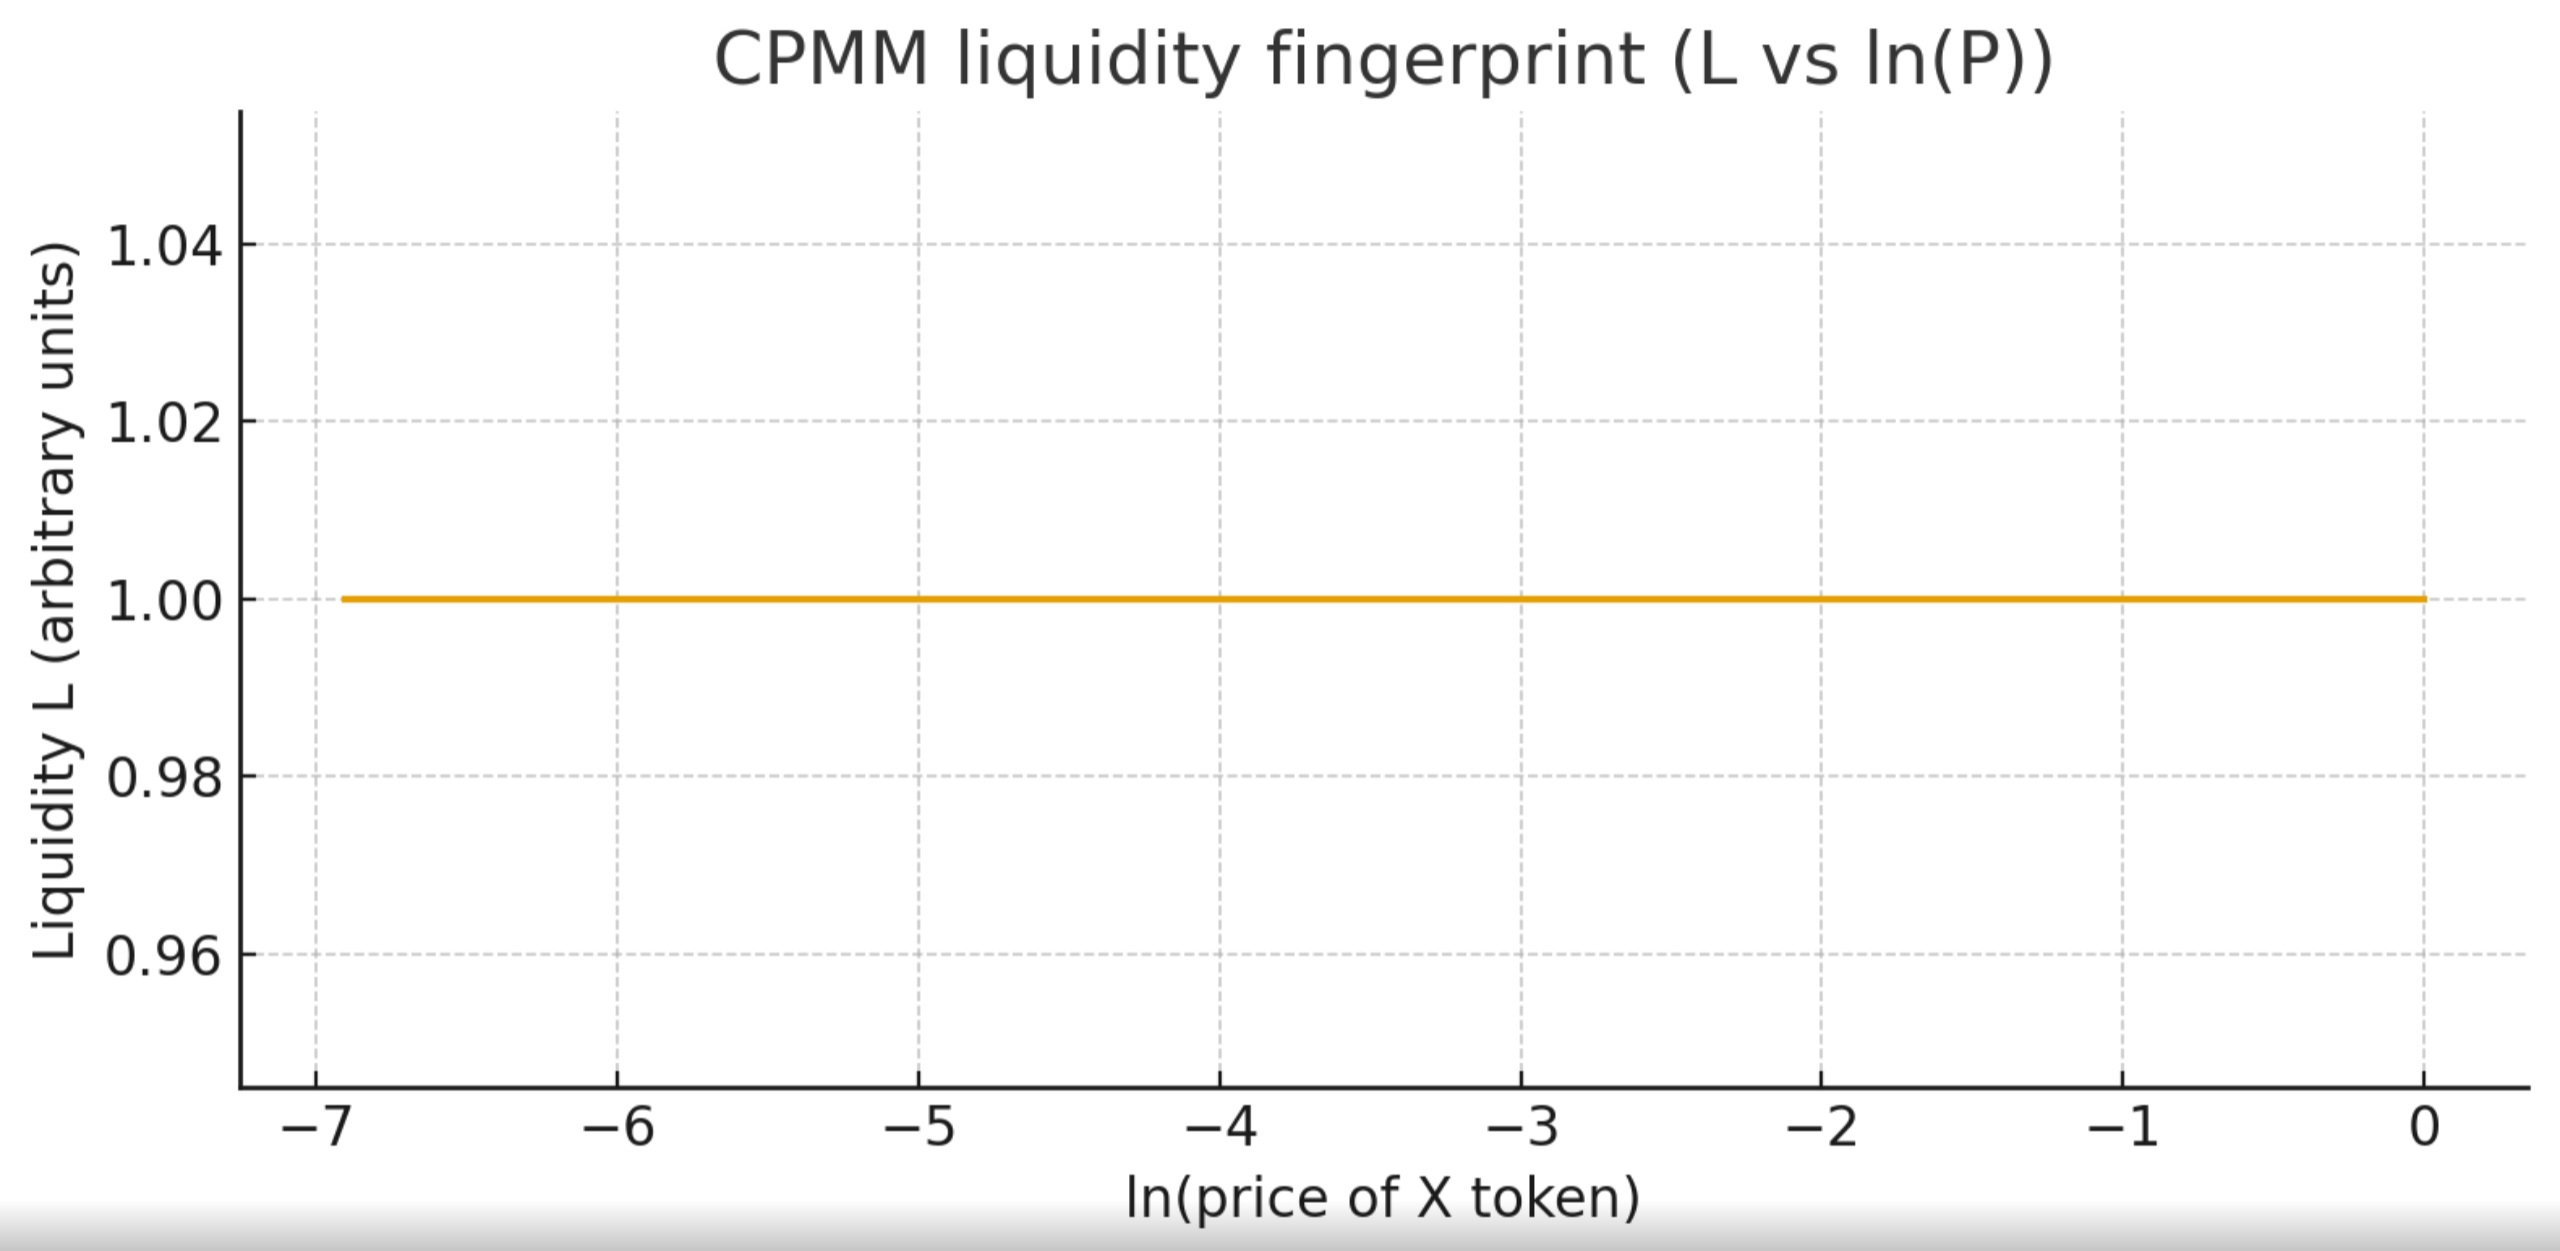 CPMM liquidity fingerprint (L vs ln(P))
Liquidity L (arbitrary units)
1.04
1.02
1.00
0.98
0.96
−7 −6 −5 −4 −3 −2 −1 0
ln(price of X token)